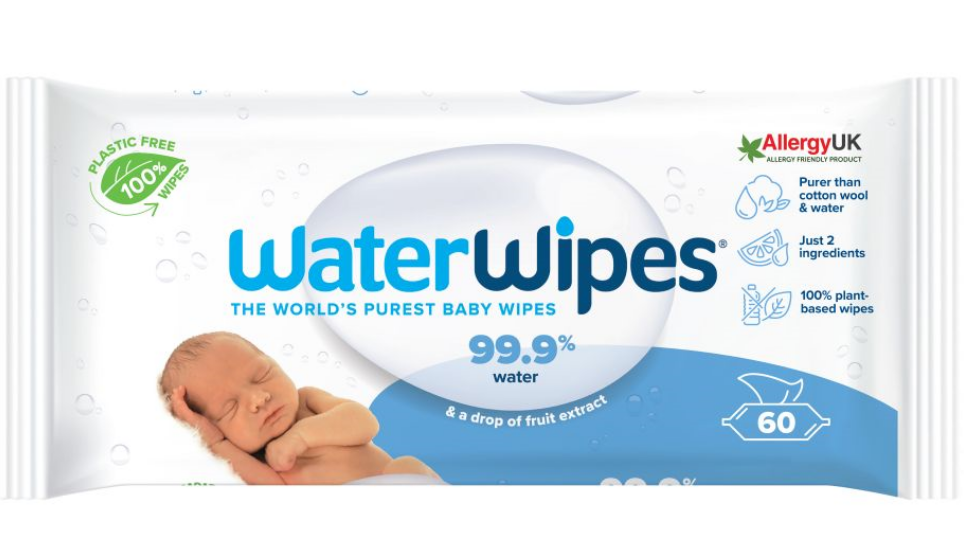 PLASTIC FREE
100%
WIPES
AllergyUK
ALLERGY FRIENDLY PRODUCT
Purer than
cotton wool
& water
Just 2
ingredients
100% plant-
based wipes
WaterWipes®
THE WORLD'S PUREST BABY WIPES
99.9%
water
& a drop of fruit extract
60